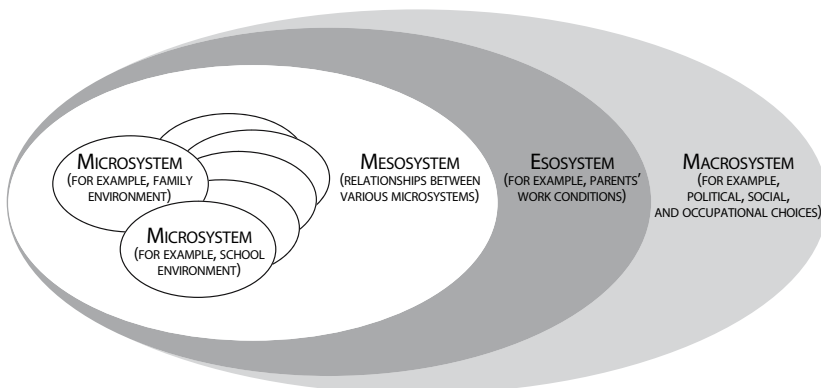 MICROSYSTEM
(FOR EXAMPLE, FAMILY
ENVIRONMENT)
MICROSYSTEM
(FOR EXAMPLE, SCHOOL
ENVIRONMENT)
MESOSYSTEM
(RELATIONSHIPS BETWEEN
VARIOUS MICROSYSTEMS)
ESOSYSTEM
(FOR EXAMPLE, PARENTS’
WORK CONDITIONS)
MACROSYSTEM
(FOR EXAMPLE,
POLITICAL, SOCIAL,
AND OCCUPATIONAL CHOICES)